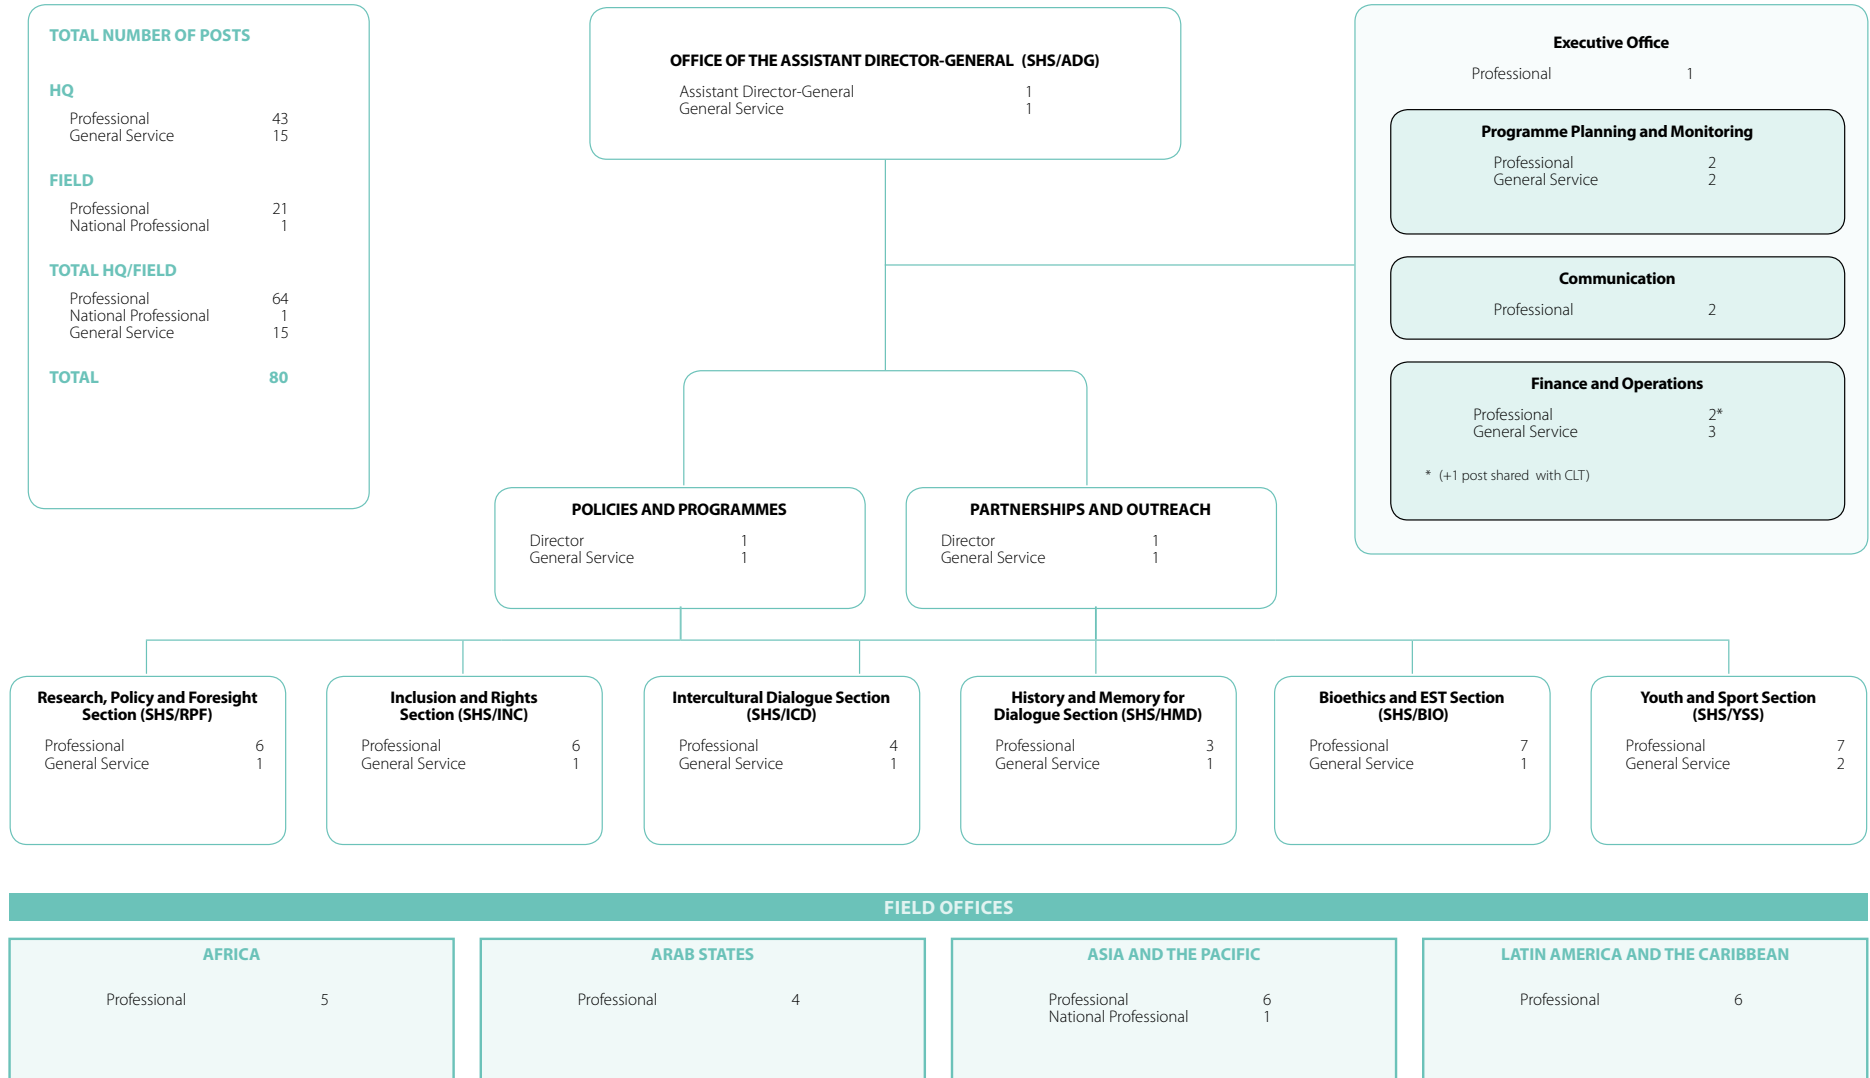 TOTAL NUMBER OF POSTS
HQ
Professional 43
General Service 15
FIELD
Professional 21
National Professional 1
TOTAL HQ/FIELD
Professional 64
National Professional 1
General Service 15
TOTAL 80
OFFICE OF THE ASSISTANT DIRECTOR-GENERAL (SHS/ADG)
Assistant Director-General 1
General Service 1
Executive Office
Professional 1
Programme Planning and Monitoring
Professional 2
General Service 2
Communication
Professional 2
Finance and Operations
Professional 2*
General Service 3
* (+1 post shared with CLT)
POLICIES AND PROGRAMMES
Director 1
General Service 1
PARTNERSHIPS AND OUTREACH
Director 1
General Service 1
Research, Policy and Foresight
Section (SHS/RPF)
Professional 6
General Service 1
Inclusion and Rights
Section (SHS/INC)
Professional 6
General Service 1
Intercultural Dialogue Section
(SHS/ICD)
Professional 4
General Service 1
History and Memory for
Dialogue Section (SHS/HMD)
Professional 3
General Service 1
Bioethics and EST Section
(SHS/BIO)
Professional 7
General Service 1
Youth and Sport Section
(SHS/YSS)
Professional 7
General Service 2
FIELD OFFICES
AFRICA
Professional 5
ARAB STATES
Professional 4
ASIA AND THE PACIFIC
Professional 6
National Professional 1
LATIN AMERICA AND THE CARIBBEAN
Professional 6